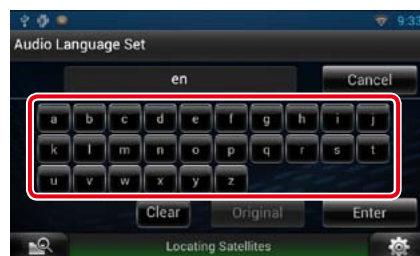 9:33
Audio Language Set
en Cancel
a b c d e f g h i j
k l m n o p q r s t
u v w x y z
Clear Original Enter
Locating Satellites